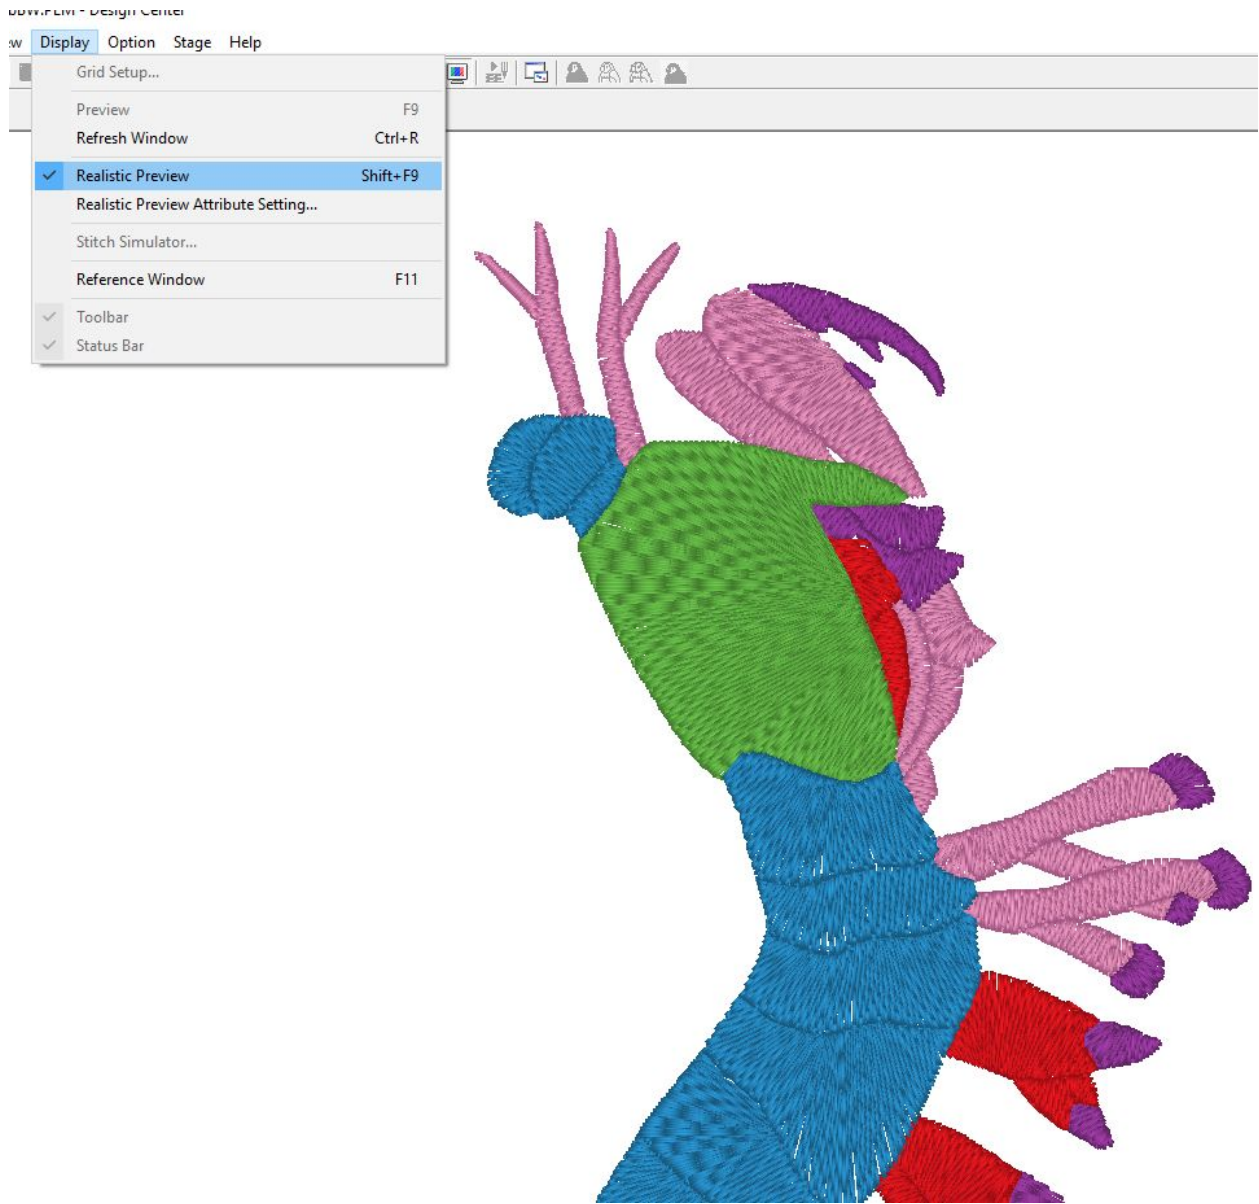 Design Center
Display Option Stage Help
Grid Setup...
Preview F9
Refresh Window Ctrl+R
Realistic Preview Shift+F9
Realistic Preview Attribute Setting...
Stitch Simulator...
Reference Window F11
Toolbar
Status Bar